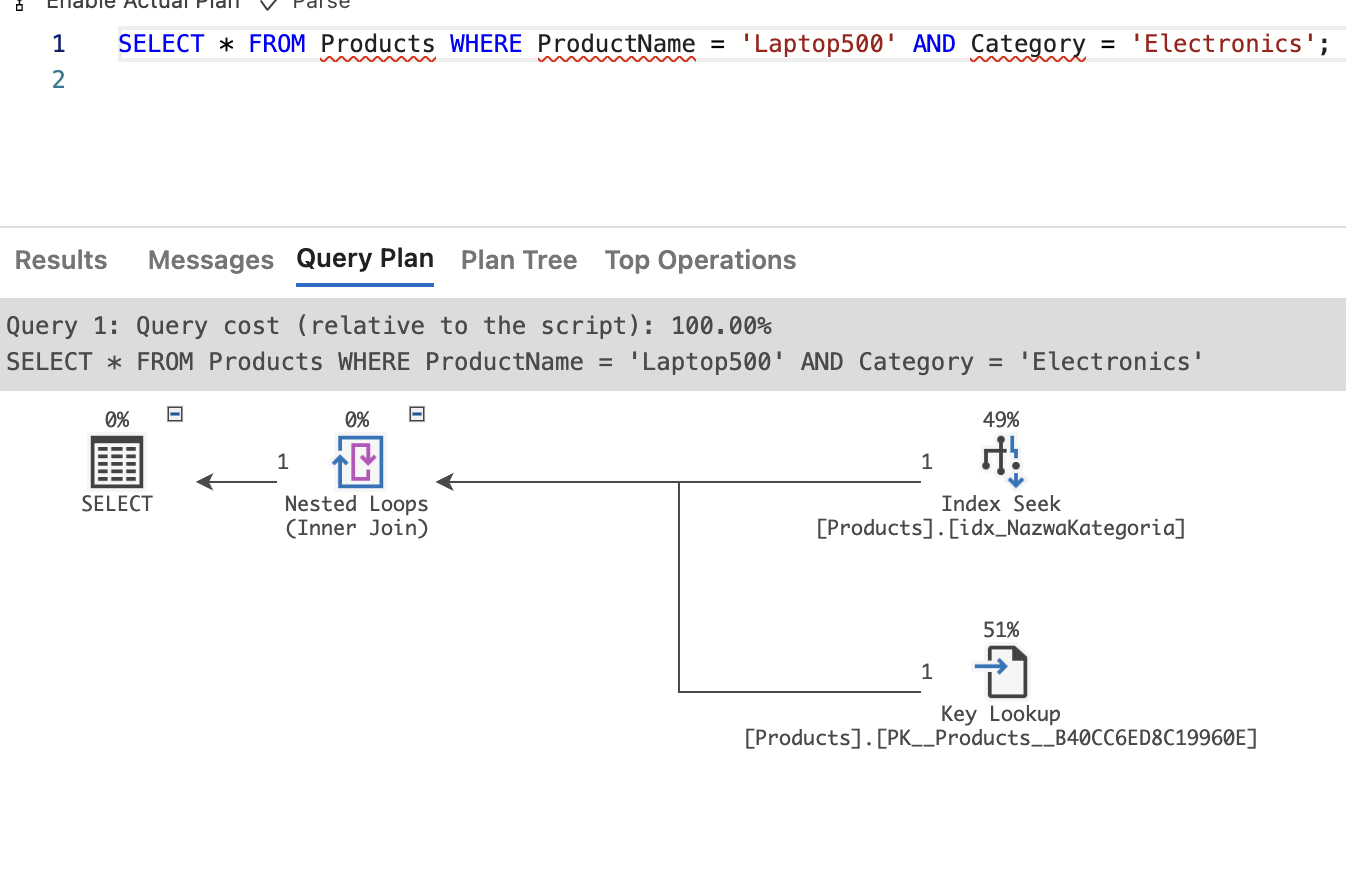 Enable Actual Plan Parse
1 SELECT * FROM Products WHERE ProductName = 'Laptop500' AND Category = 'Electronics';
2
Results Messages Query Plan Plan Tree Top Operations
Query 1: Query cost (relative to the script): 100.00%
SELECT * FROM Products WHERE ProductName = 'Laptop500' AND Category = 'Electronics'
0% 0% 49%
1 1
SELECT Nested Loops Index Seek
(Inner Join) [Products].[idx_NazwaKategoria]
51%
1
Key Lookup
[Products].[PK__Products__B40CC6ED8C19960E]